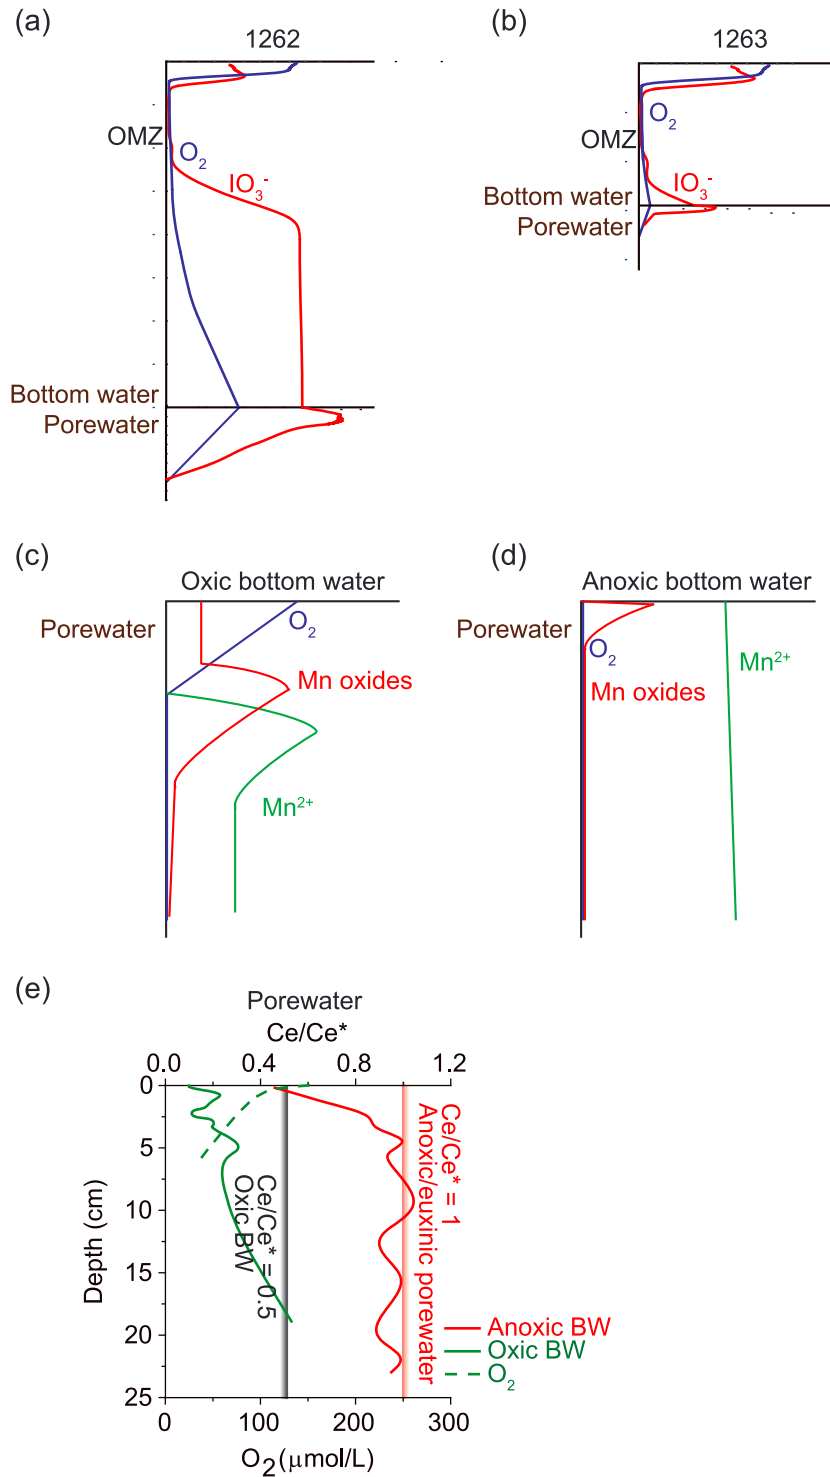 (a)
1262
OMZ
O2
IO3-
Bottom water
Porewater
(b)
1263
O2
OMZ
IO3-
Bottom water
Porewater
(c)
Oxic bottom water
Porewater
O2
Mn oxides
Mn2+
(d)
Anoxic bottom water
Porewater
O2
Mn2+
Mn oxides
(e)
Porewater
Ce/Ce*
0.0 0.4 0.8 1.2
0
5
10
15
20
25
Depth (cm)
Ce/Ce* = 0.5
Oxic BW
Ce/Ce* = 1
Anoxic/euxinic porewater
Anoxic BW
Oxic BW
O2
0 100 200 300
O2 (μmol/L)